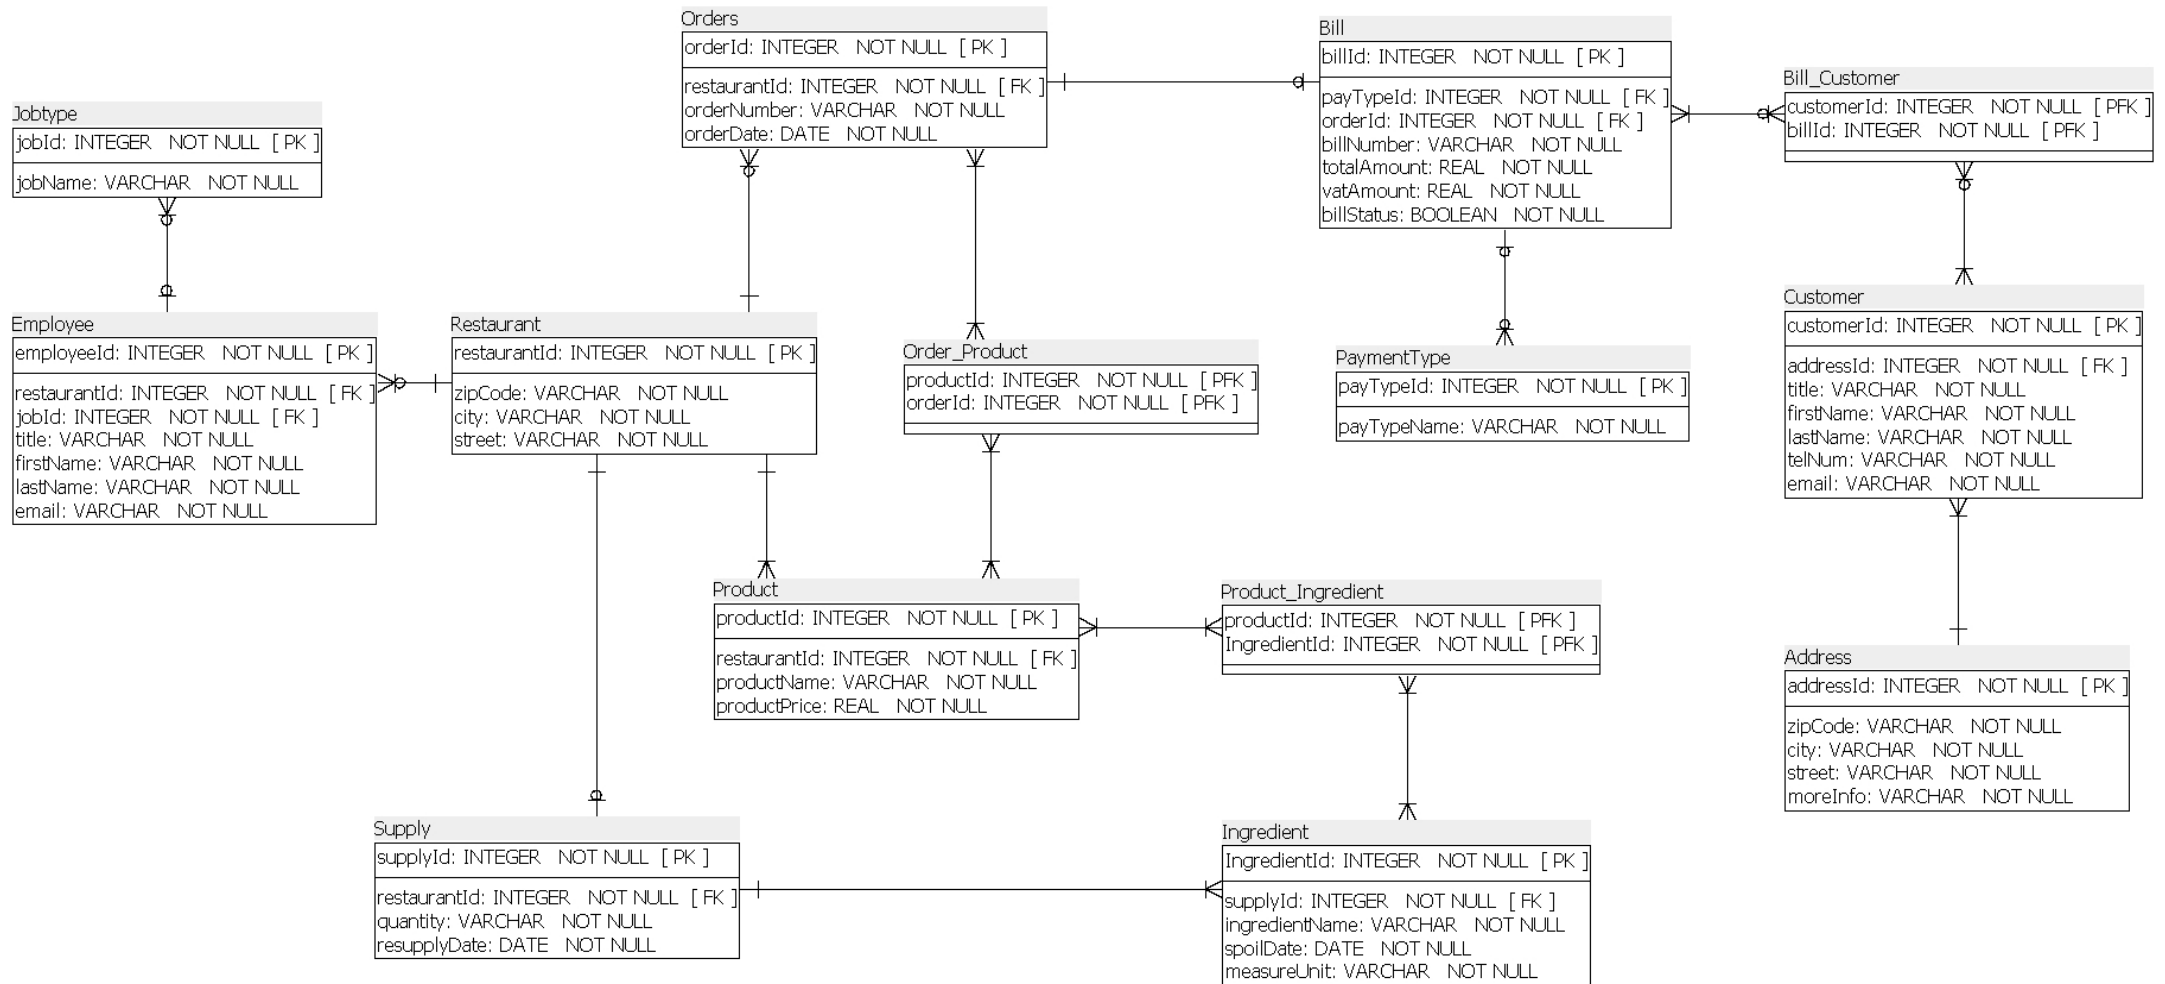 Orders
orderId: INTEGER NOT NULL [ PK ]
restaurantId: INTEGER NOT NULL [ FK ]
orderNumber: VARCHAR NOT NULL
orderDate: DATE NOT NULL
Bill
billId: INTEGER NOT NULL [ PK ]
payTypeId: INTEGER NOT NULL [ FK ]
orderId: INTEGER NOT NULL [ FK ]
billNumber: VARCHAR NOT NULL
totalAmount: REAL NOT NULL
vatAmount: REAL NOT NULL
billStatus: BOOLEAN NOT NULL
Bill_Customer
customerId: INTEGER NOT NULL [ PFK ]
billId: INTEGER NOT NULL [ PFK ]
Jobtype
jobId: INTEGER NOT NULL [ PK ]
jobName: VARCHAR NOT NULL
Employee
employeeId: INTEGER NOT NULL [ PK ]
restaurantId: INTEGER NOT NULL [ FK ]
jobId: INTEGER NOT NULL [ FK ]
title: VARCHAR NOT NULL
firstName: VARCHAR NOT NULL
lastName: VARCHAR NOT NULL
email: VARCHAR NOT NULL
Restaurant
restaurantId: INTEGER NOT NULL [ PK ]
zipCode: VARCHAR NOT NULL
city: VARCHAR NOT NULL
street: VARCHAR NOT NULL
Order_Product
productId: INTEGER NOT NULL [ PFK ]
orderId: INTEGER NOT NULL [ PFK ]
PaymentType
payTypeId: INTEGER NOT NULL [ PK ]
payTypeName: VARCHAR NOT NULL
Customer
customerId: INTEGER NOT NULL [ PK ]
addressId: INTEGER NOT NULL [ FK ]
title: VARCHAR NOT NULL
firstName: VARCHAR NOT NULL
lastName: VARCHAR NOT NULL
telNum: VARCHAR NOT NULL
email: VARCHAR NOT NULL
Product
productId: INTEGER NOT NULL [ PK ]
restaurantId: INTEGER NOT NULL [ FK ]
productName: VARCHAR NOT NULL
productPrice: REAL NOT NULL
Product_Ingredient
productId: INTEGER NOT NULL [ PFK ]
IngredientId: INTEGER NOT NULL [ PFK ]
Address
addressId: INTEGER NOT NULL [ PK ]
zipCode: VARCHAR NOT NULL
city: VARCHAR NOT NULL
street: VARCHAR NOT NULL
moreInfo: VARCHAR NOT NULL
Supply
supplyId: INTEGER NOT NULL [ PK ]
restaurantId: INTEGER NOT NULL [ FK ]
quantity: VARCHAR NOT NULL
resupplyDate: DATE NOT NULL
Ingredient
IngredientId: INTEGER NOT NULL [ PK ]
supplyId: INTEGER NOT NULL [ FK ]
ingredientName: VARCHAR NOT NULL
spoilDate: DATE NOT NULL
measureUnit: VARCHAR NOT NULL